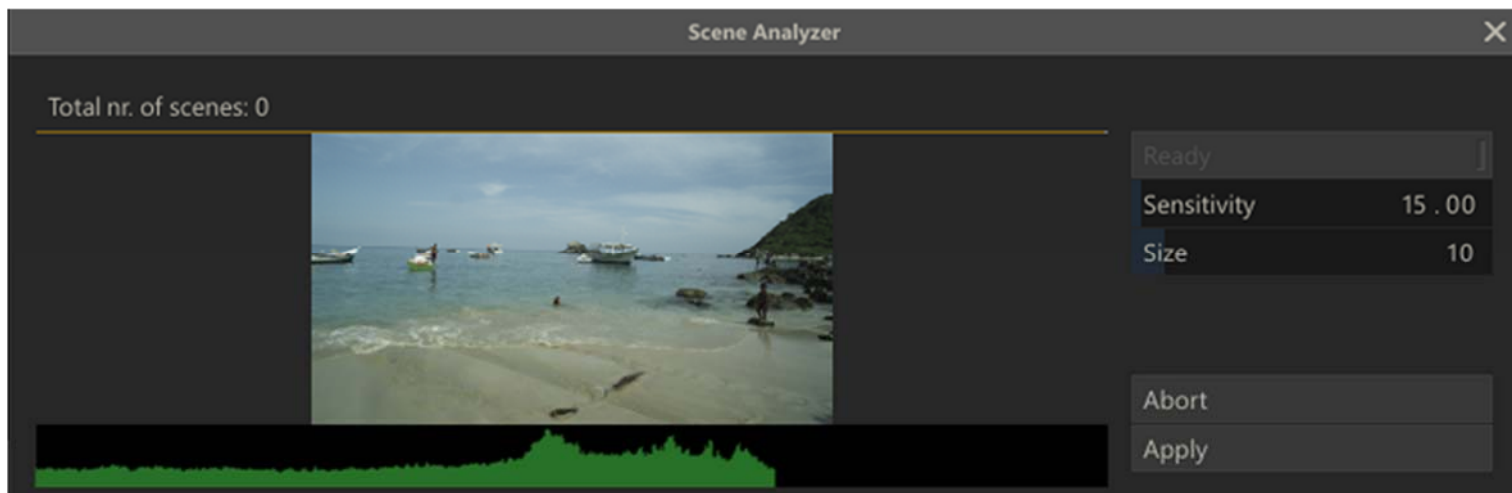 Scene Analyzer
Total nr. of scenes: 0
Ready
Sensitivity 15 . 00
Size 10
Abort
Apply